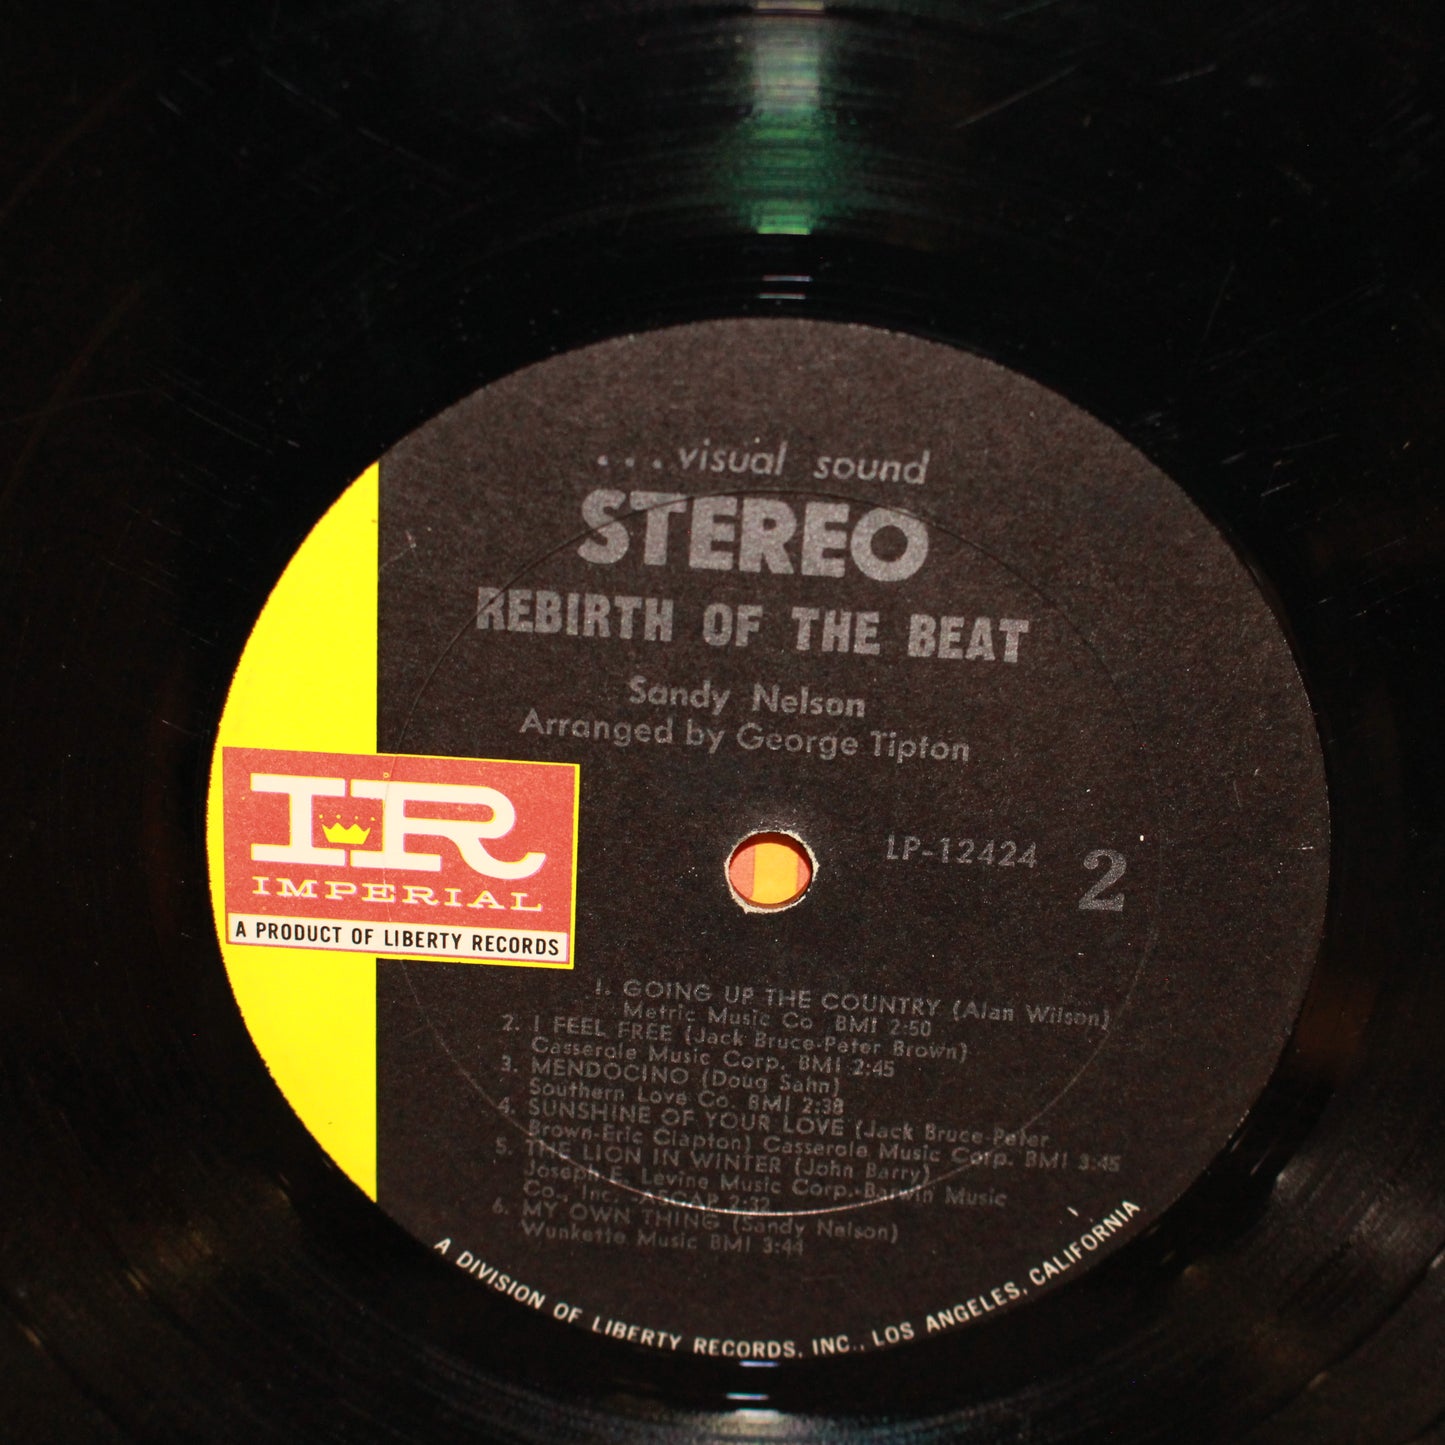 ...visual sound
STEREO
REBIRTH OF THE BEAT
Sandy Nelson
Arranged by George Tipton
IR
IMPERIAL
A PRODUCT OF LIBERTY RECORDS
LP-12424
2
1. GOING UP THE COUNTRY (Alan Wilson)
Metric Music Co BMI 2:50
2. I FEEL FREE (Jack Bruce-Peter Brown)
Casserole Music Corp. BMI 2:45
3. MENDOCINO (Doug Sahn)
Southern Love Co. BMI 2:38
4. SUNSHINE OF YOUR LOVE (Jack Bruce-Peter
Brown-Eric Clapton) Casserole Music Corp. BMI 3:45
5. THE LION IN WINTER (John Barry)
Joseph E. Levine Music Corp.-Barwin Music
Co., Inc. ASCAP 2:32
6. MY OWN THING (Sandy Nelson)
Wunkette Music BMI 3:44
A DIVISION OF LIBERTY RECORDS, INC., LOS ANGELES, CALIFORNIA